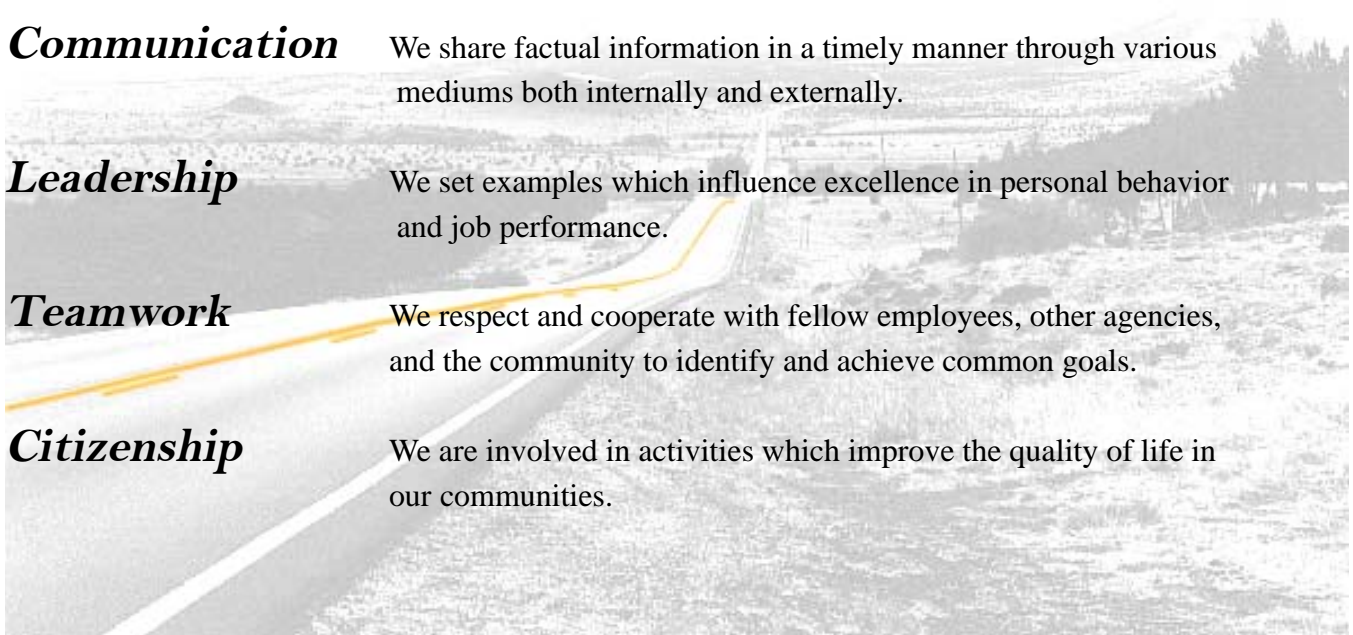 Communication We share factual information in a timely manner through various
mediums both internally and externally.
Leadership We set examples which influence excellence in personal behavior
and job performance.
Teamwork We respect and cooperate with fellow employees, other agencies,
and the community to identify and achieve common goals.
Citizenship We are involved in activities which improve the quality of life in
our communities.